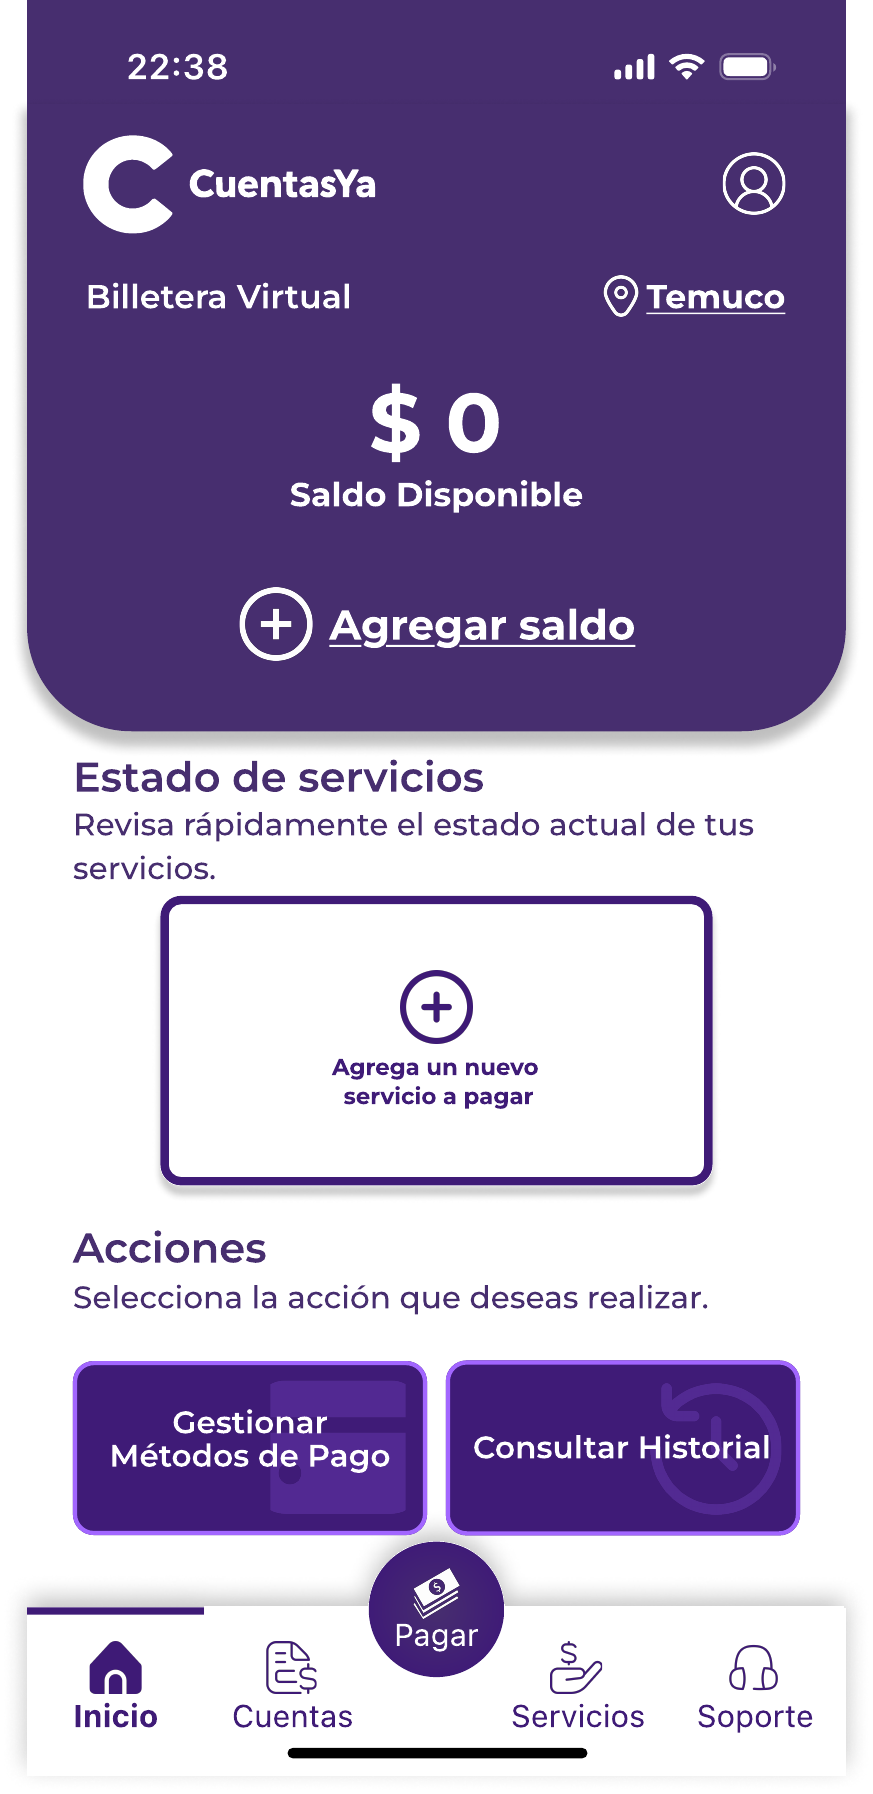 22:38
CuentasYa
Billetera Virtual
Temuco
$ 0
Saldo Disponible
Agregar saldo
Estado de servicios
Revisa rápidamente el estado actual de tus
servicios.
Agrega un nuevo
servicio a pagar
Acciones
Selecciona la acción que deseas realizar.
Gestionar
Métodos de Pago
Consultar Historial
Pagar
Inicio
Cuentas
Servicios
Soporte